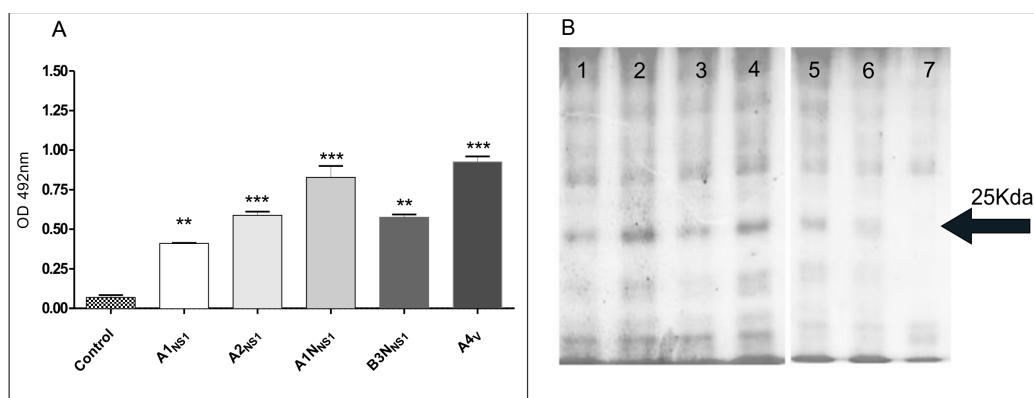 A
1.50
1.25
1.00
0.75
0.50
0.25
0.00
OD 492nm
**
***
***
**
***
Control
A1NS1
A2NS1
A1NNS1
B3NNS1
A4V
B
1 2 3 4 5 6 7
25Kda